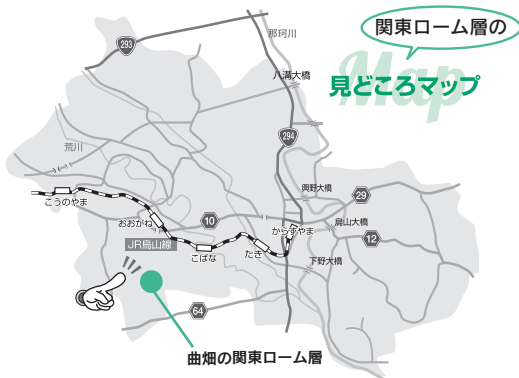 関東ローム層の
Map
見どころマップ
293
那珂川
八溝大橋
294
荒川
こうのやま
興野大橋
29
おおがね
10
からすやま
烏山大橋
12
JR烏山線
こばな
たき
下野大橋
64
曲畑の関東ローム層